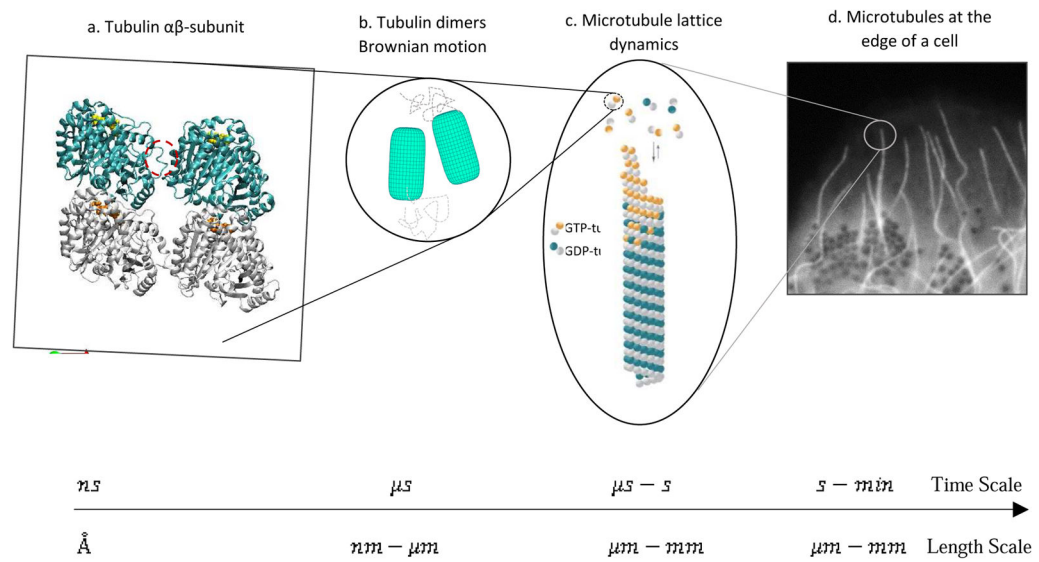 a. Tubulin αβ-subunit
b. Tubulin dimers
Brownian motion
c. Microtubule lattice
dynamics
d. Microtubules at the
edge of a cell
GTP-tu
GDP-tu
ns
μs
μs – s
s – min
Time Scale
Å
nm – μm
μm – mm
μm – mm
Length Scale